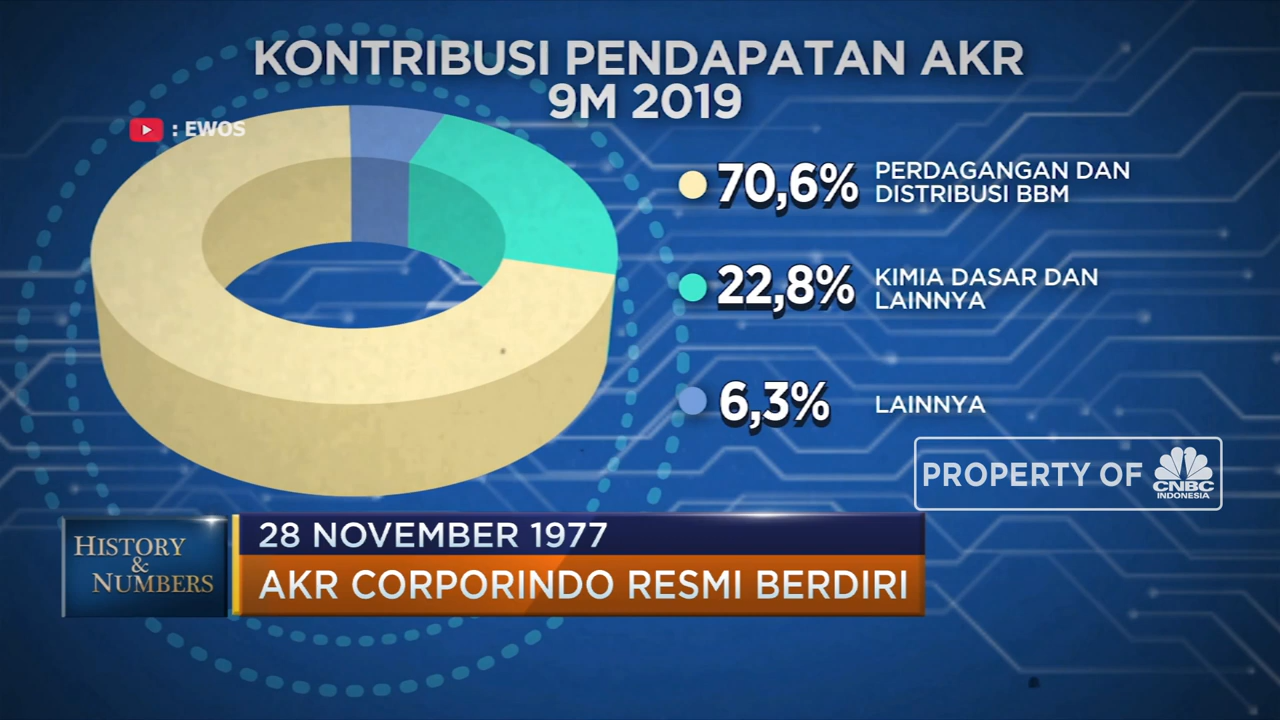 KONTRIBUSI PENDAPATAN AKR
9M 2019
: EWOS
70,6% PERDAGANGAN DAN
DISTRIBUSI BBM
22,8% KIMIA DASAR DAN
LAINNYA
6,3% LAINNYA
PROPERTY OF
CNBC
INDONESIA
HISTORY
&
NUMBERS
28 NOVEMBER 1977
AKR CORPORINDO RESMI BERDIRI